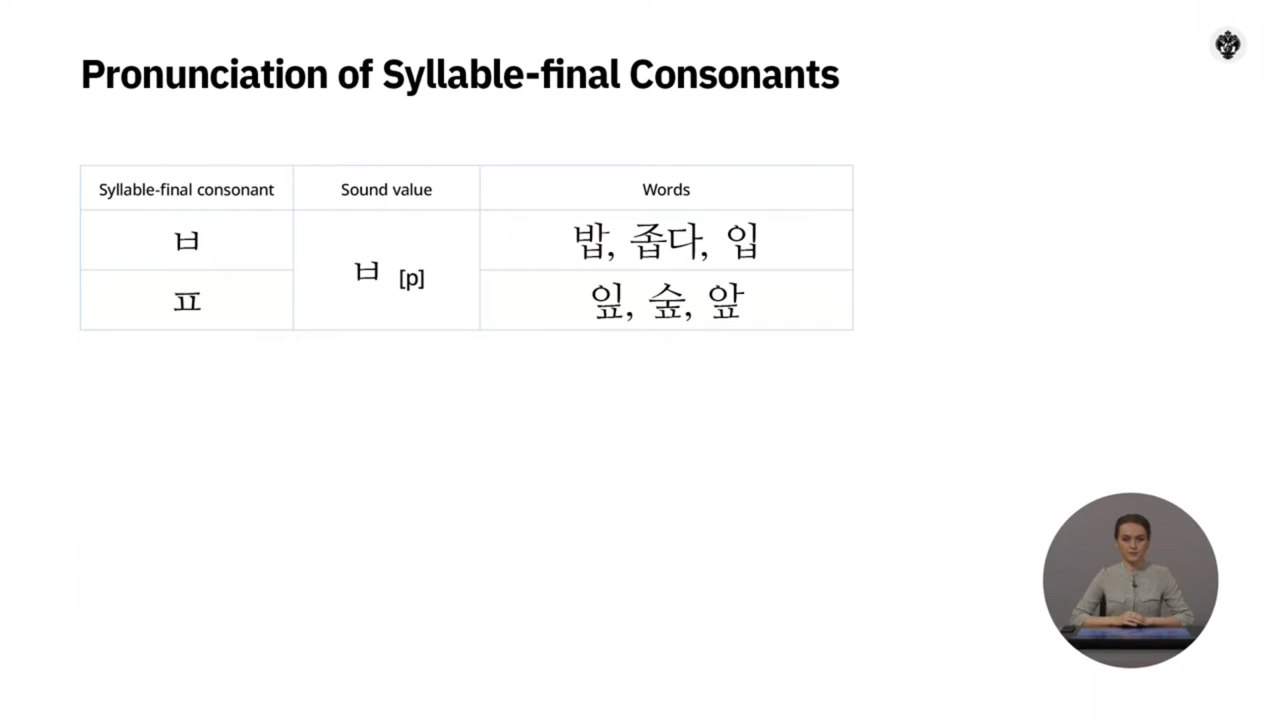 Pronunciation of Syllable-final Consonants
Syllable-final consonant Sound value Words
ㅂ ㅂ [p] 밥, 좁다, 입
ㅍ 잎, 숲, 앞